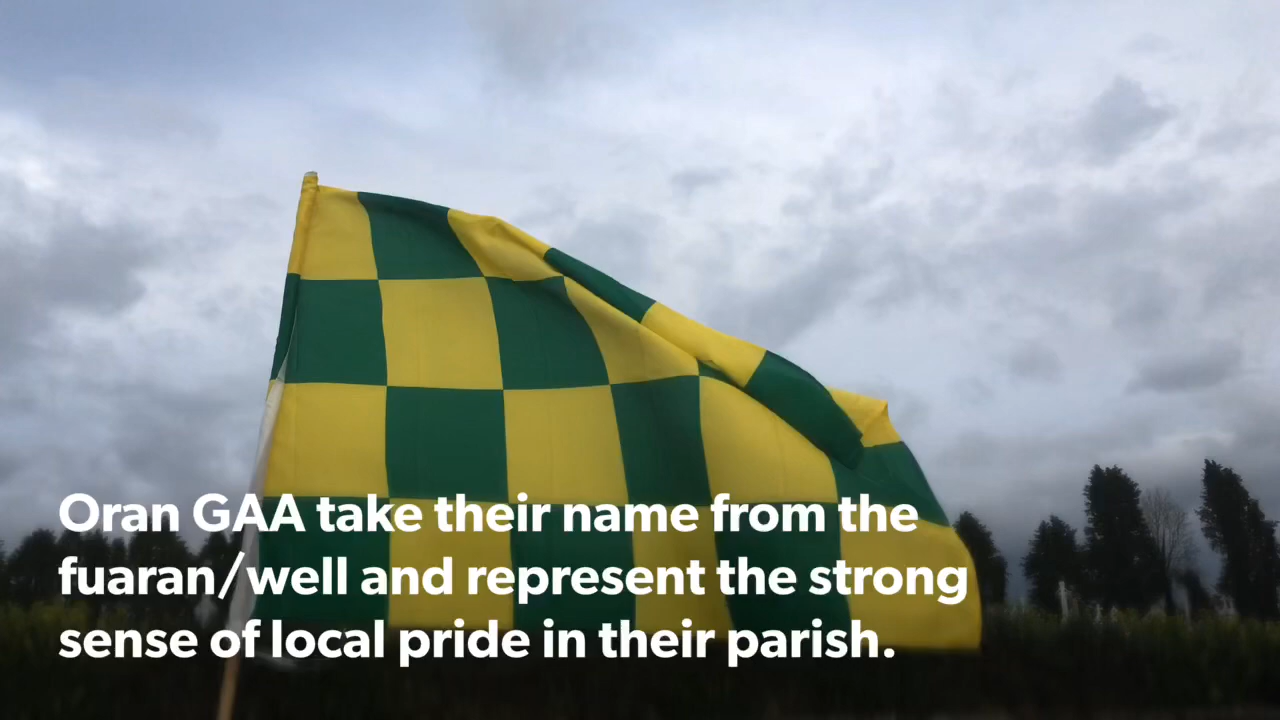 Oran GAA take their name from the
fuaran/well and represent the strong
sense of local pride in their parish.